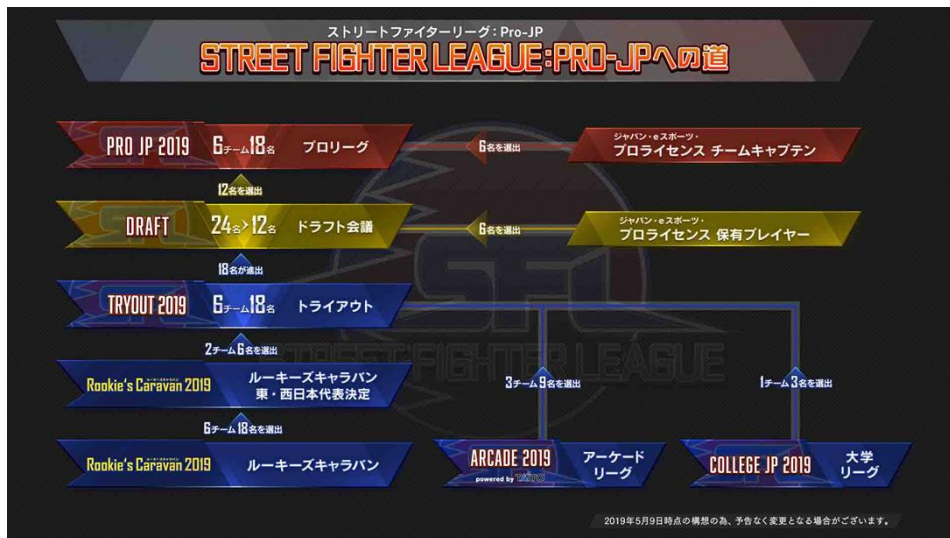 ストリートファイターリーグ：Pro-JP
STREET FIGHTER LEAGUE:PRO-JPへの道
PRO JP 2019 6チーム18名 プロリーグ
6名を選出
ジャパン・eスポーツ・
プロライセンス チームキャプテン
12名を選出
DRAFT 24名>12名 ドラフト会議
6名を選出
ジャパン・eスポーツ・
プロライセンス 保有プレイヤー
18名が進出
TRYOUT 2019 6チーム18名 トライアウト
SFL
STREET FIGHTER LEAGUE
2チーム6名を選出
Rookie's Caravan 2019 ルーキーズキャラバン
東・西日本代表決定
3チーム9名を選出
1チーム3名を選出
6チーム18名を選出
Rookie's Caravan 2019 ルーキーズキャラバン
ARCADE 2019
powered by
アーケード
リーグ
COLLEGE JP 2019
大学
リーグ
2019年5月9日時点の構想の為、予告なく変更となる場合がございます。